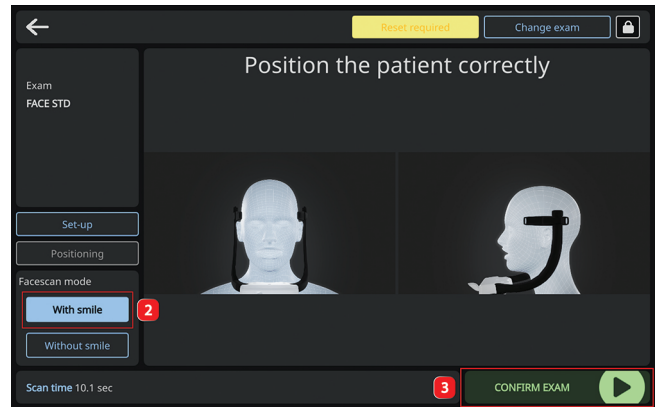 Reset required
Change exam
Position the patient correctly
Exam
FACE STD
Set-up
Positioning
Facescan mode
With smile
2
Without smile
Scan time 10.1 sec
3
CONFIRM EXAM